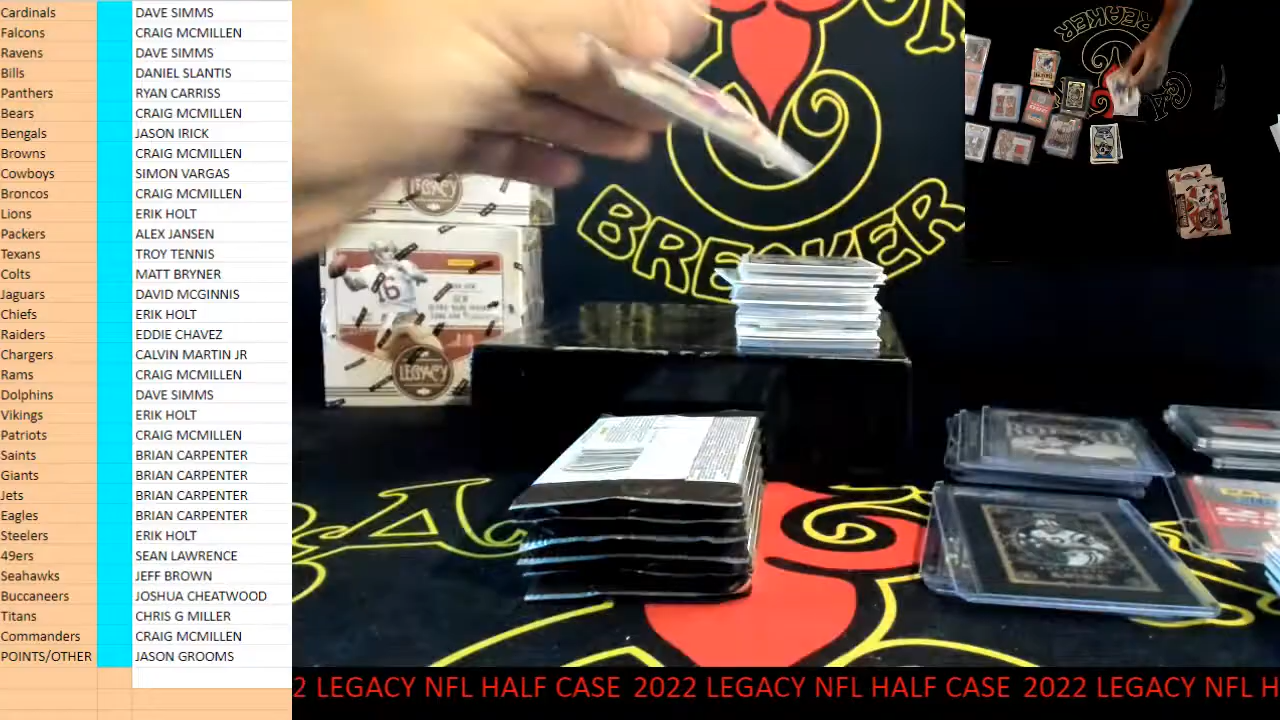 Cardinals DAVE SIMMS
Falcons CRAIG MCMILLEN
Ravens DAVE SIMMS
Bills DANIEL SLANTIS
Panthers RYAN CARRISS
Bears CRAIG MCMILLEN
Bengals JASON IRICK
Browns CRAIG MCMILLEN
Cowboys SIMON VARGAS
Broncos CRAIG MCMILLEN
Lions ERIK HOLT
Packers ALEX JANSEN
Texans TROY TENNIS
Colts MATT BRYNER
Jaguars DAVID MCGINNIS
Chiefs ERIK HOLT
Raiders EDDIE CHAVEZ
Chargers CALVIN MARTIN JR
Rams CRAIG MCMILLEN
Dolphins DAVE SIMMS
Vikings ERIK HOLT
Patriots CRAIG MCMILLEN
Saints BRIAN CARPENTER
Giants BRIAN CARPENTER
Jets BRIAN CARPENTER
Eagles BRIAN CARPENTER
Steelers ERIK HOLT
49ers SEAN LAWRENCE
Seahawks JEFF BROWN
Buccaneers JOSHUA CHEATWOOD
Titans CHRIS G MILLER
Commanders CRAIG MCMILLEN
POINTS/OTHER JASON GROOMS
BREAKER
LEGACY
16
LEGACY
BREAKER
2 LEGACY NFL HALF CASE 2022 LEGACY NFL HALF CASE 2022 LEGACY NFL H